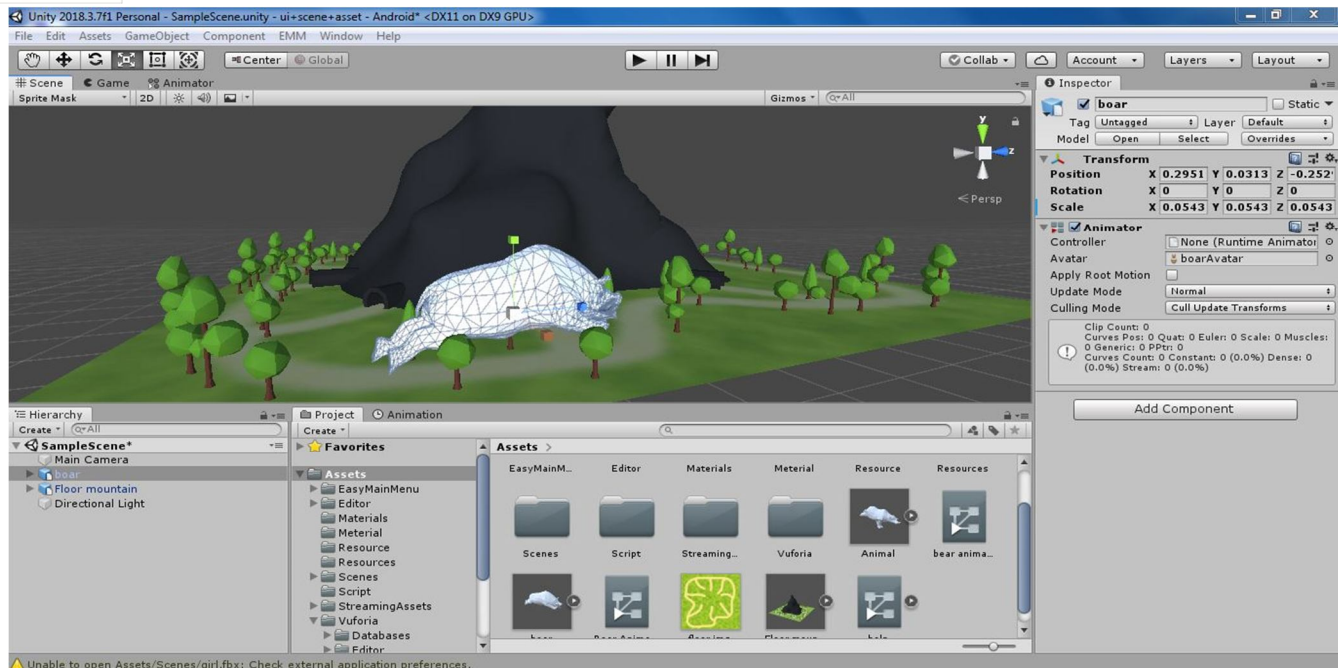 Unity 2018.3.7f1 Personal - SampleScene.unity - ui+scene+asset - Android* <DX11 on DX9 GPU>
File Edit Assets GameObject Component EMM Window Help
Center Global Collab Account Layers Layout
Scene Game Animator
Sprite Mask 2D Gizmos All
y
z
Persp
Inspector
boar Static
Tag Untagged Layer Default
Model Open Select Overrides
Transform
Position X 0.2951 Y 0.0313 Z -0.252
Rotation X 0 Y 0 Z 0
Scale X 0.0543 Y 0.0543 Z 0.0543
Animator
Controller None (Runtime Animator
Avatar boarAvatar
Apply Root Motion
Update Mode Normal
Culling Mode Cull Update Transforms
Clip Count: 0
Curves Pos: 0 Quat: 0 Euler: 0 Scale: 0 Muscles:
0 Generic: 0 PPtr: 0
Curves Count: 0 Constant: 0 (0.0%) Dense: 0
(0.0%) Stream: 0 (0.0%)
Add Component
Hierarchy
Create All
SampleScene*
Main Camera
boar
Floor mountain
Directional Light
Project Animation
Create
Favorites
Assets
EasyMainMenu
Editor
Materials
Meterial
Resource
Resources
Scenes
Script
StreamingAssets
Vuforia
Databases
Editor
Assets >
EasyMainM... Editor Materials Meterial Resource Resources
Scenes Script Streaming... Vuforia Animal bear anima...
Unable to open Assets/Scenes/girl.fbx: Check external application preferences.